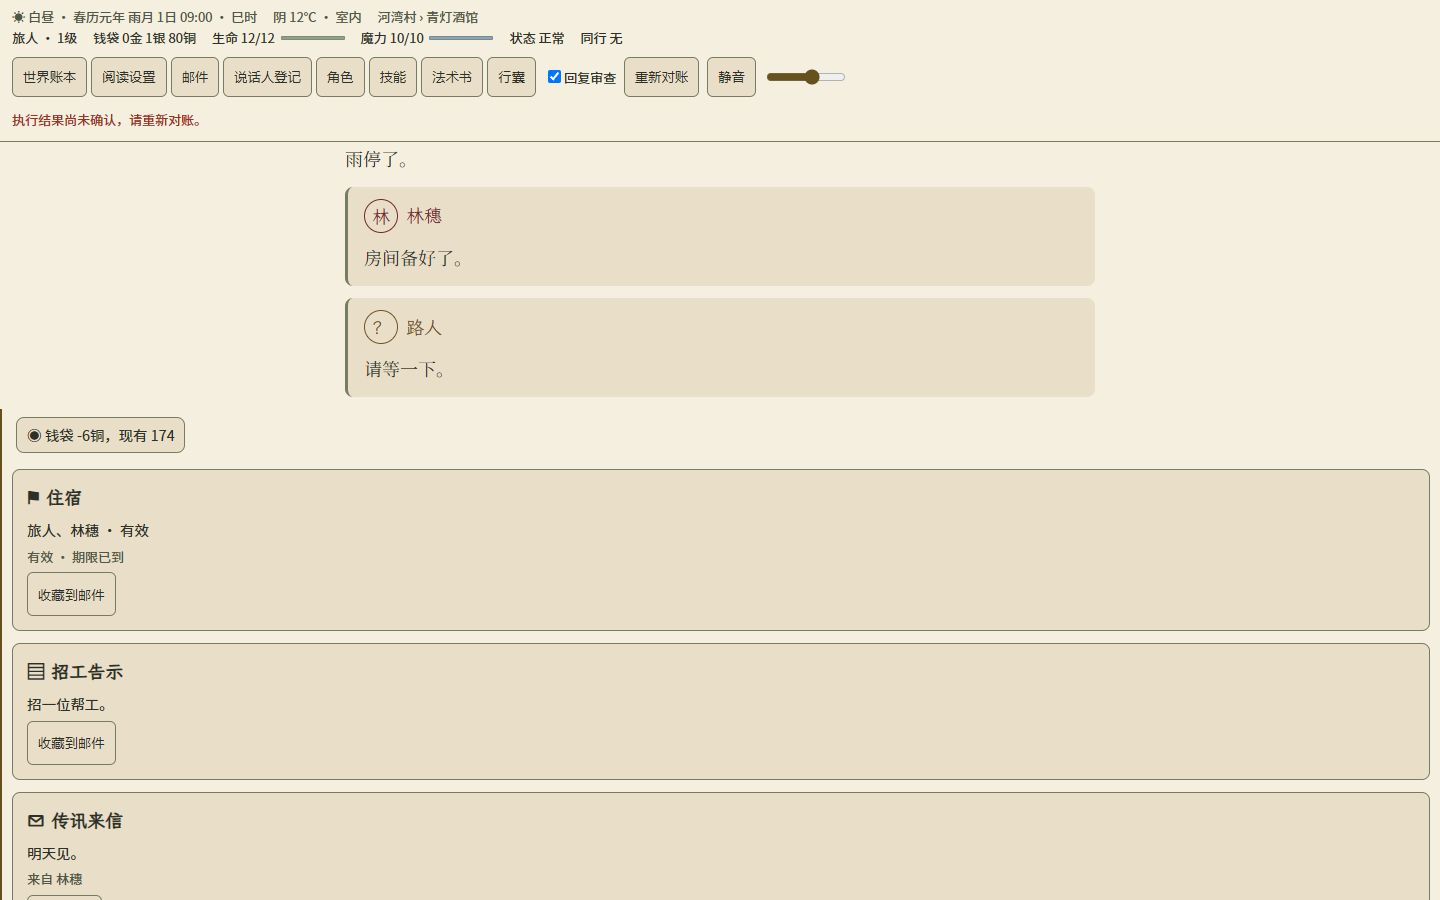 ☀ 白昼 · 春历元年 雨月 1日 09:00 · 巳时 阴 12°C · 室内 河湾村 › 青灯酒馆
旅人 · 1级 钱袋 0金 1银 80铜 生命 12/12 魔力 10/10 状态 正常 同行 无
世界账本 阅读设置 邮件 说话人登记 角色 技能 法术书 行囊 回复审查 重新对账 静音
执行结果尚未确认，请重新对账。
雨停了。
林 林穗
房间备好了。
？ 路人
请等一下。
◉ 钱袋 -6铜，现有 174
⚑ 住宿
旅人、林穗 · 有效
有效 · 期限已到
收藏到邮件
▤ 招工告示
招一位帮工。
收藏到邮件
✉ 传讯来信
明天见。
来自 林穗